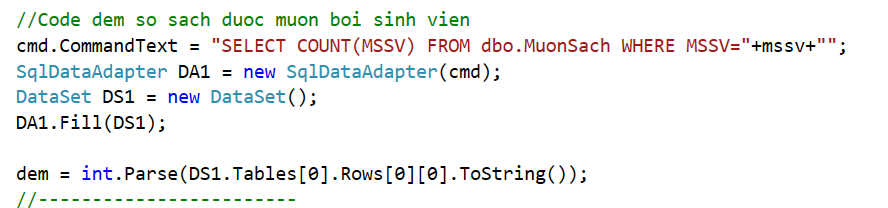 //Code dem so sach duoc muon boi sinh vien
cmd.CommandText = "SELECT COUNT(MSSV) FROM dbo.MuonSach WHERE MSSV="+mssv+"";
SqlDataAdapter DA1 = new SqlDataAdapter(cmd);
DataSet DS1 = new DataSet();
DA1.Fill(DS1);
dem = int.Parse(DS1.Tables[0].Rows[0][0].ToString());
//------------------------